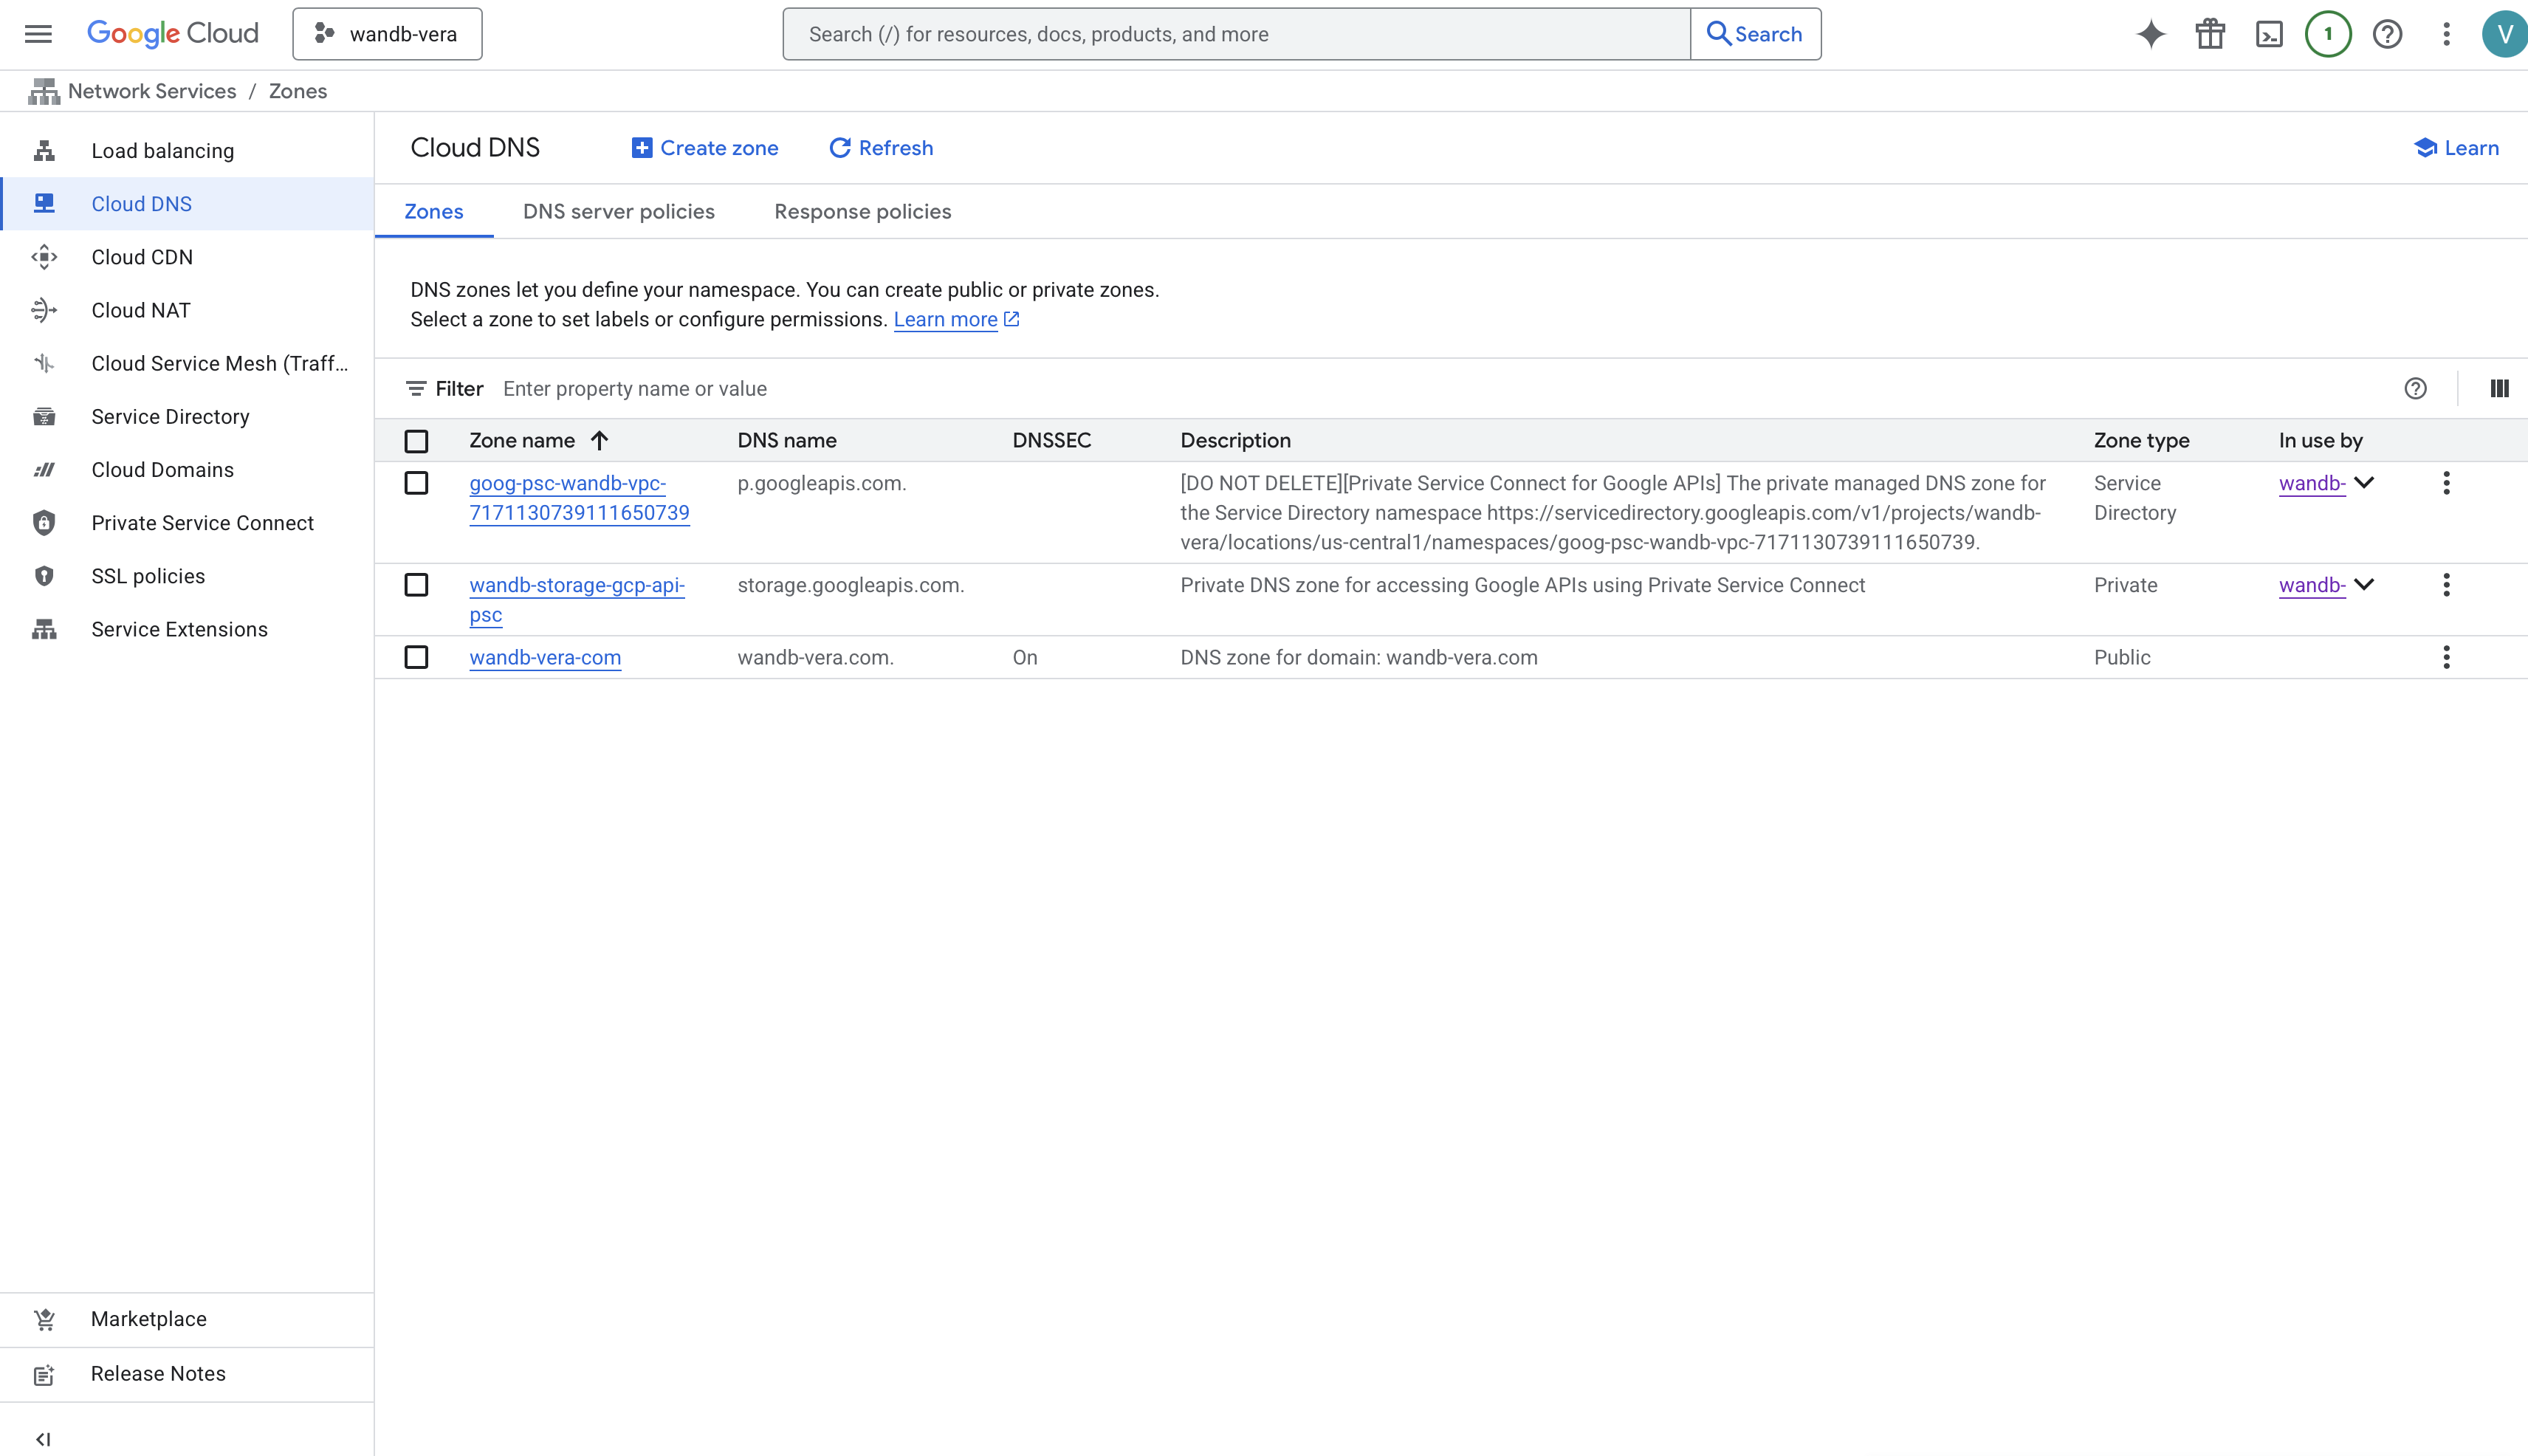 Google Cloud
wandb-vera
Search (/) for resources, docs, products, and more
Search
1
V
Network Services / Zones
Load balancing
Cloud DNS
Cloud CDN
Cloud NAT
Cloud Service Mesh (Traff...
Service Directory
Cloud Domains
Private Service Connect
SSL policies
Service Extensions
Marketplace
Release Notes
Cloud DNS
Create zone
Refresh
Learn
Zones
DNS server policies
Response policies
DNS zones let you define your namespace. You can create public or private zones.
Select a zone to set labels or configure permissions. Learn more
Filter Enter property name or value
Zone name DNS name DNSSEC Description Zone type In use by
goog-psc-wandb-vpc-
7171130739111650739
p.googleapis.com.
[DO NOT DELETE][Private Service Connect for Google APIs] The private managed DNS zone for
the Service Directory namespace https://servicedirectory.googleapis.com/v1/projects/wandb-
vera/locations/us-central1/namespaces/goog-psc-wandb-vpc-7171130739111650739.
Service
Directory
wandb-
wandb-storage-gcp-api-
psc
storage.googleapis.com.
Private DNS zone for accessing Google APIs using Private Service Connect
Private
wandb-
wandb-vera-com
wandb-vera.com.
On
DNS zone for domain: wandb-vera.com
Public